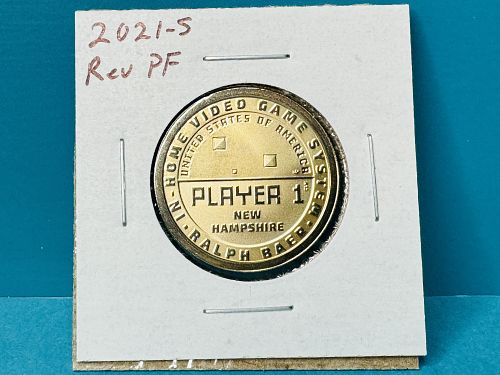 2021-S
Rev PF
IN-HOME VIDEO GAME SYSTEM
UNITED STATES OF AMERICA
PLAYER 1
NEW
HAMPSHIRE
· RALPH BAER ·